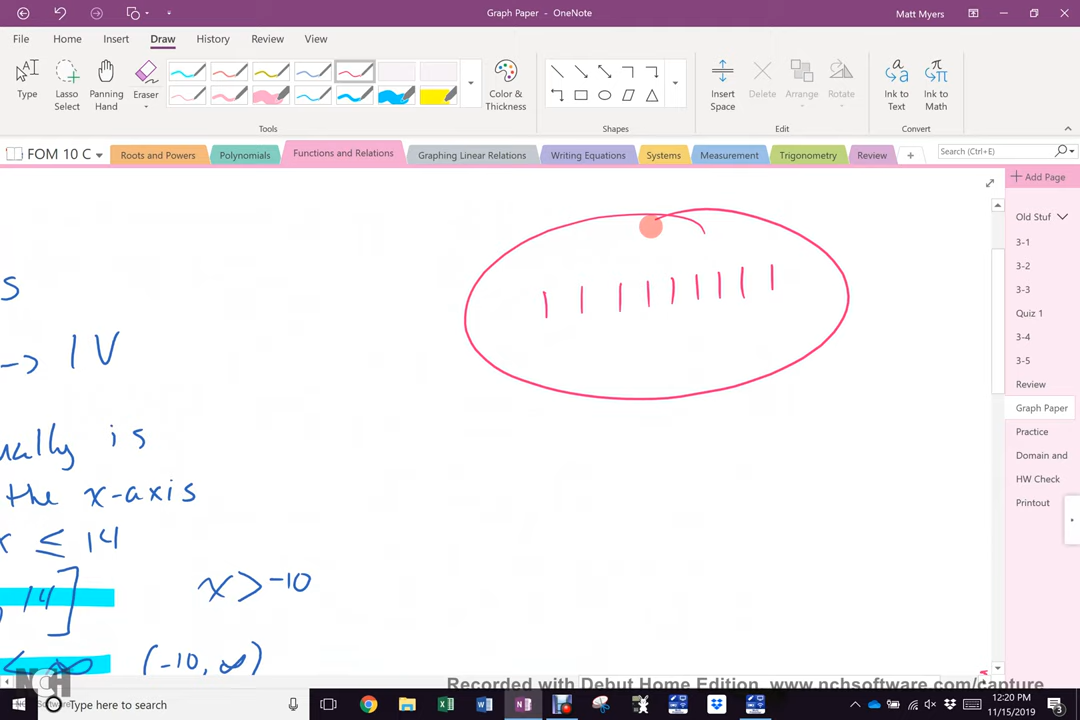 Graph Paper - OneNote
Matt Myers
File Home Insert Draw History Review View
Type
Lasso Select
Panning Hand
Eraser
Color & Thickness
Insert Space
Delete
Arrange
Rotate
Ink to Text
Ink to Math
Tools
Shapes
Edit
Convert
FOM 10 C
Roots and Powers
Polynomials
Functions and Relations
Graphing Linear Relations
Writing Equations
Systems
Measurement
Trigonometry
Review
Search (Ctrl+E)
Add Page
Old Stuf
3-1
3-2
3-3
Quiz 1
3-4
3-5
Review
Graph Paper
Practice
Domain and
HW Check
Printout
s
-> 1 V
ually is
the x-axis
x ≤ 14
, 14]
x > -10
< ∞ (-10, ∞)
Recorded with Debut Home Edition, www.nchsoftware.com/capture
NCH
Software
Type here to search
12:20 PM
11/15/2019
3